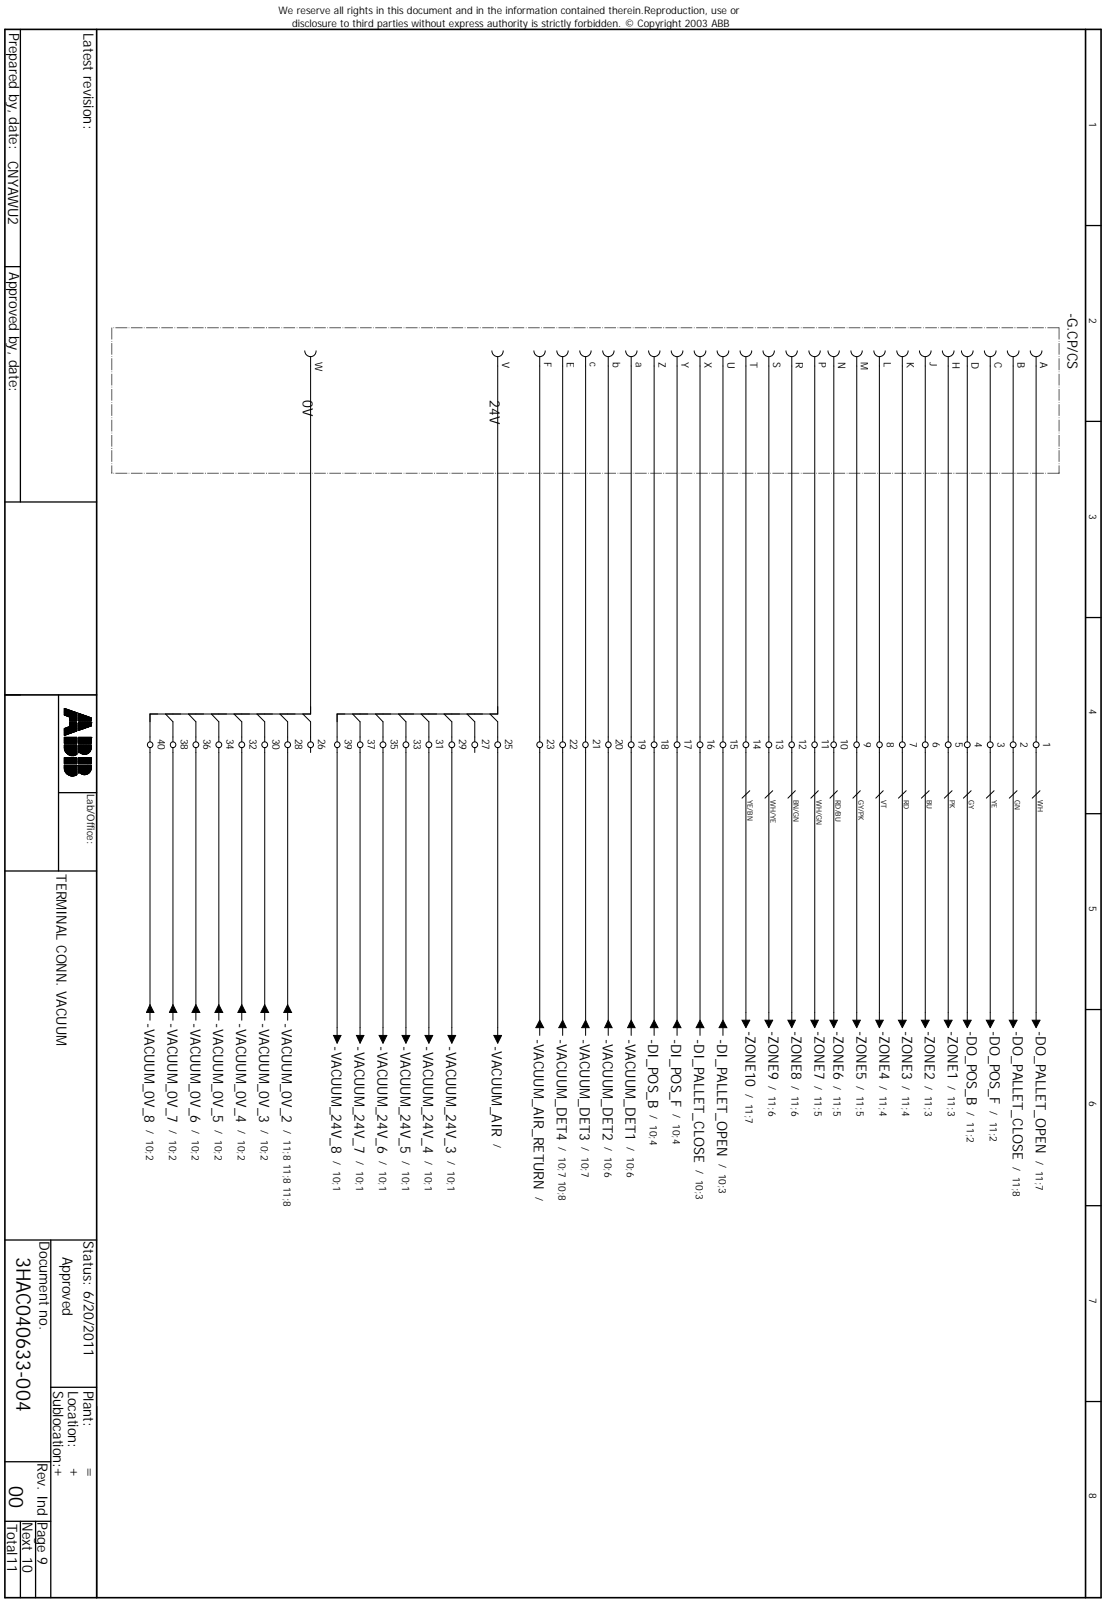 We reserve all rights in this document and in the information contained therein.Reproduction, use or
disclosure to third parties without express authority is strictly forbidden. © Copyright 2003 ABB
1
2
3
4
5
6
7
8
-G.CP/CS
A 1 WH -DO_PALLET_OPEN / 11:7
B 2 GN -DO_PALLET_CLOSE / 11:8
C 3 YE -DO_POS_F / 11:2
D 4 GY -DO_POS_B / 11:2
H 5 PK -ZONE1 / 11:3
J 6 BU -ZONE2 / 11:3
K 7 RD -ZONE3 / 11:4
L 8 VT -ZONE4 / 11:4
M 9 GY/PK -ZONE5 / 11:5
N 10 RD/BU -ZONE6 / 11:5
P 11 WH/GN -ZONE7 / 11:5
R 12 BN/GN -ZONE8 / 11:6
S 13 WH/YE -ZONE9 / 11:6
T 14 YE/BN -ZONE10 / 11:7
U 15 -DI_PALLET_OPEN / 10:3
X 16 -DI_PALLET_CLOSE / 10:3
Y 17 -DI_POS_F / 10:4
Z 18 -DI_POS_B / 10:4
a 19 -VACUUM_DET1 / 10:6
b 20 -VACUUM_DET2 / 10:6
c 21 -VACUUM_DET3 / 10:7
E 22 -VACUUM_DET4 / 10:7 10:8
F 23 -VACUUM_AIR_RETURN /
V 24V 25 -VACUUM_AIR /
27
29 -VACUUM_24V_3 / 10:1
31 -VACUUM_24V_4 / 10:1
33 -VACUUM_24V_5 / 10:1
35 -VACUUM_24V_6 / 10:1
37 -VACUUM_24V_7 / 10:1
39 -VACUUM_24V_8 / 10:1
W 0V 26
28 -VACUUM_0V_2 / 11:8 11:8 11:8
30 -VACUUM_0V_3 / 10:2
32 -VACUUM_0V_4 / 10:2
34 -VACUUM_0V_5 / 10:2
36 -VACUUM_0V_6 / 10:2
38 -VACUUM_0V_7 / 10:2
40 -VACUUM_0V_8 / 10:2
Latest revision:
Prepared by, date: CNYAWU2
Approved by, date:
ABB
Lab/Office:
TERMINAL CONN. VACUUM
Status: 6/20/2011
Approved
Document no.
3HAC040633-004
Plant: =
Location: +
Sublocation:+
Rev. Ind
00
Page 9
Next 10
Total 11